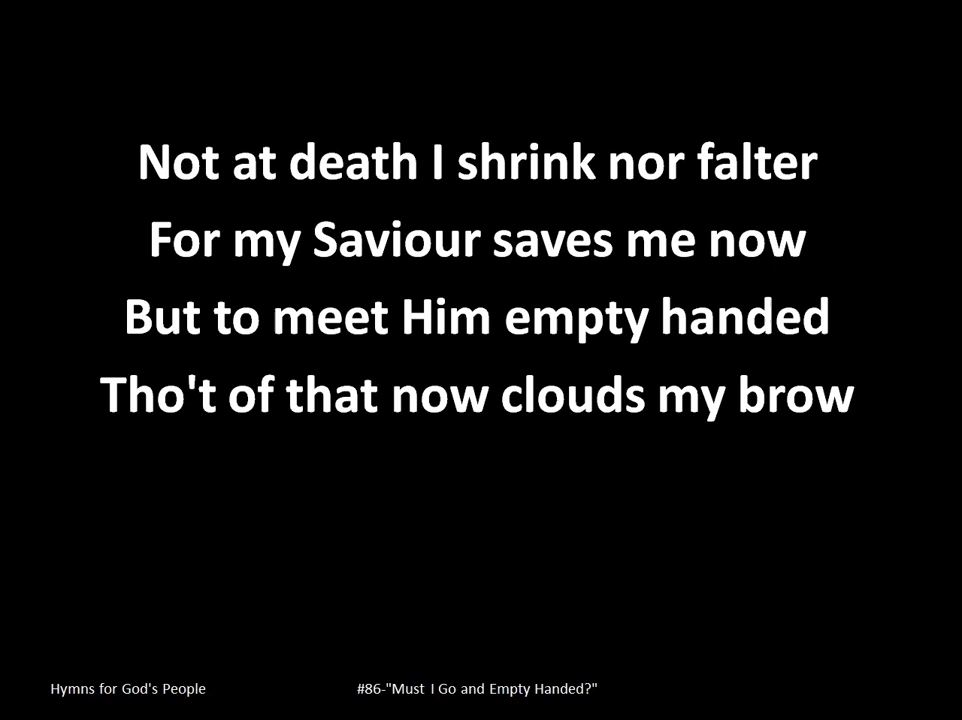 Not at death I shrink nor falter
For my Saviour saves me now
But to meet Him empty handed
Tho't of that now clouds my brow
Hymns for God's People
#86-"Must I Go and Empty Handed?"